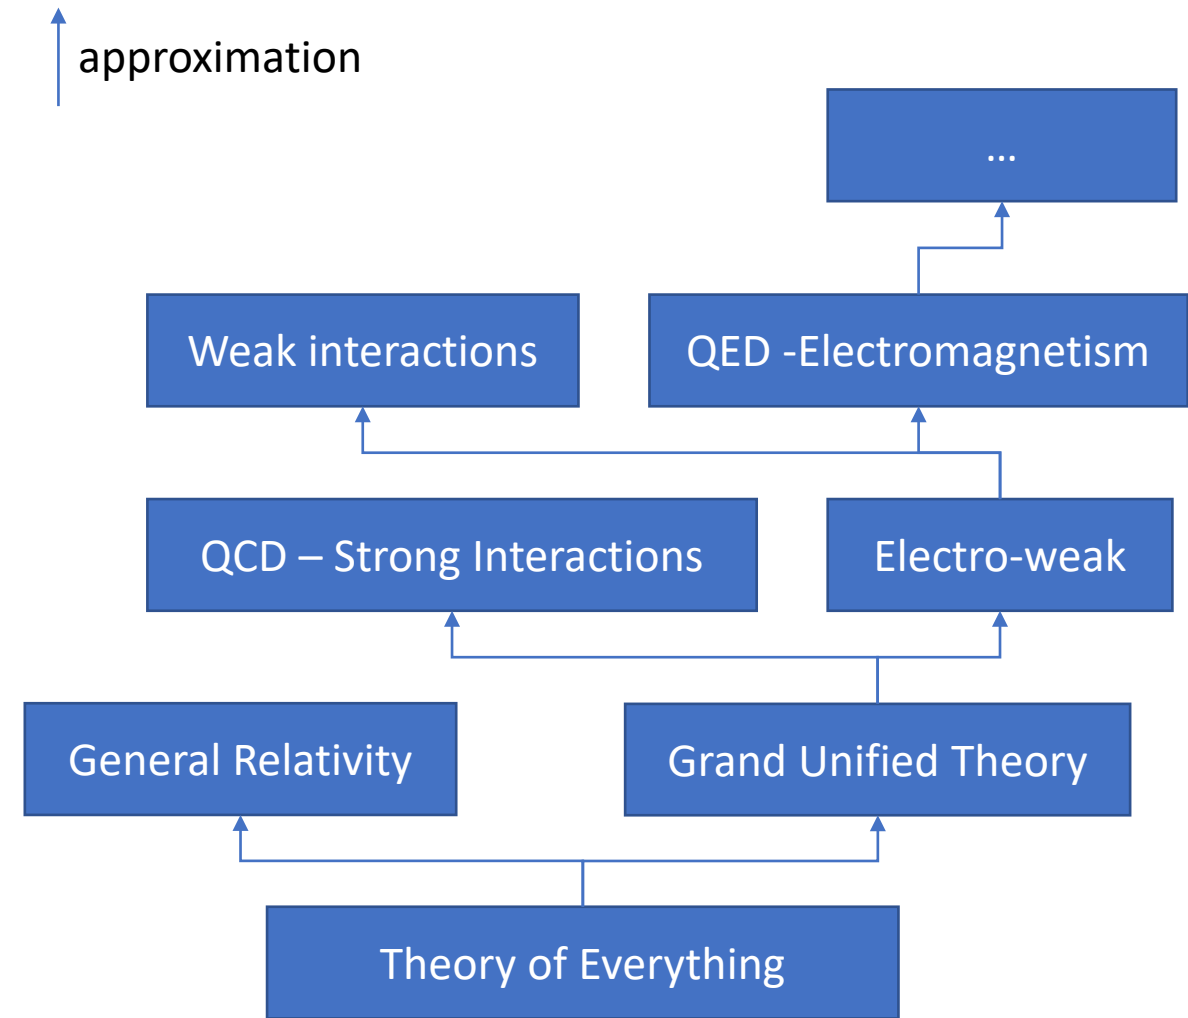 approximation
...
Weak interactions
QED -Electromagnetism
QCD – Strong Interactions
Electro-weak
General Relativity
Grand Unified Theory
Theory of Everything